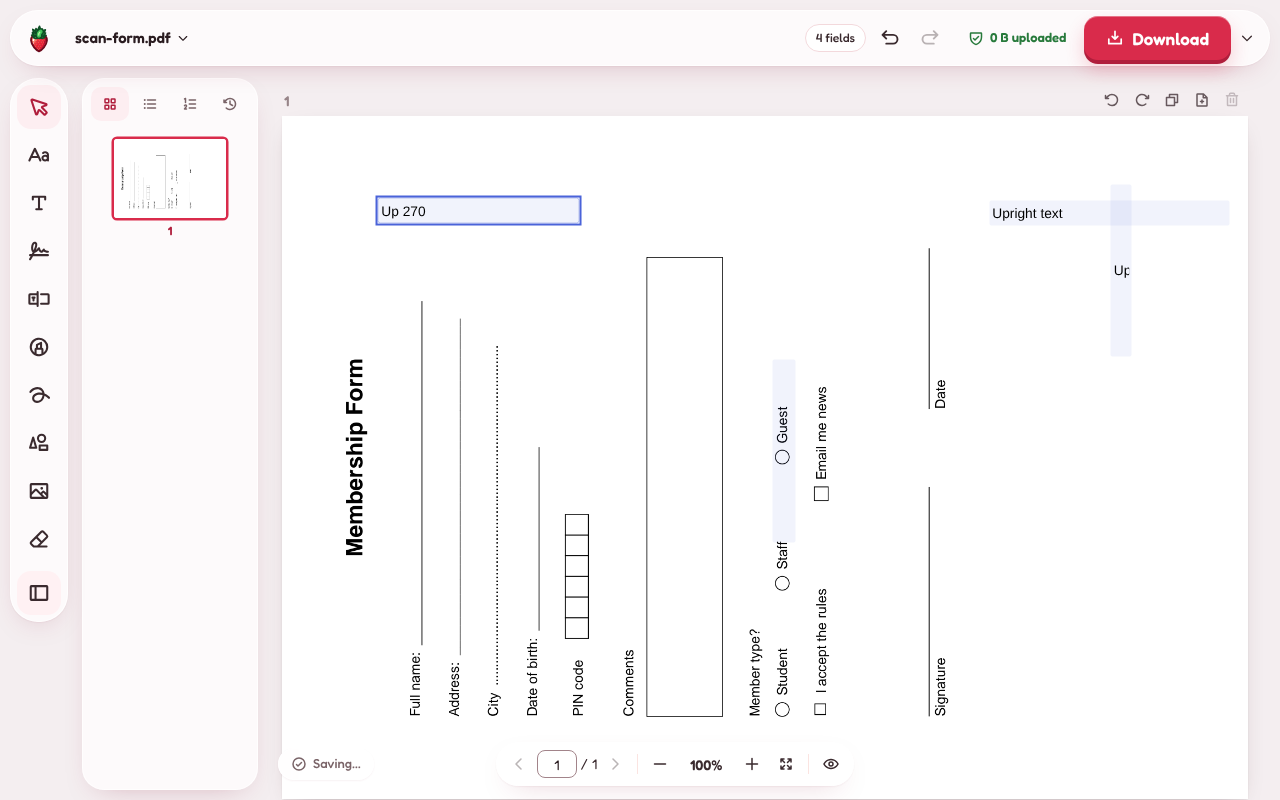 scan-form.pdf
4 fields
0 B uploaded
Download
1
1
Up 270
Upright text
Up
Membership Form
Full name:
Address:
City
Date of birth:
PIN code
Comments
Member type?
Student
Staff
Guest
I accept the rules
Email me news
Signature
Date
Aa
T
Saving...
1 / 1
100%